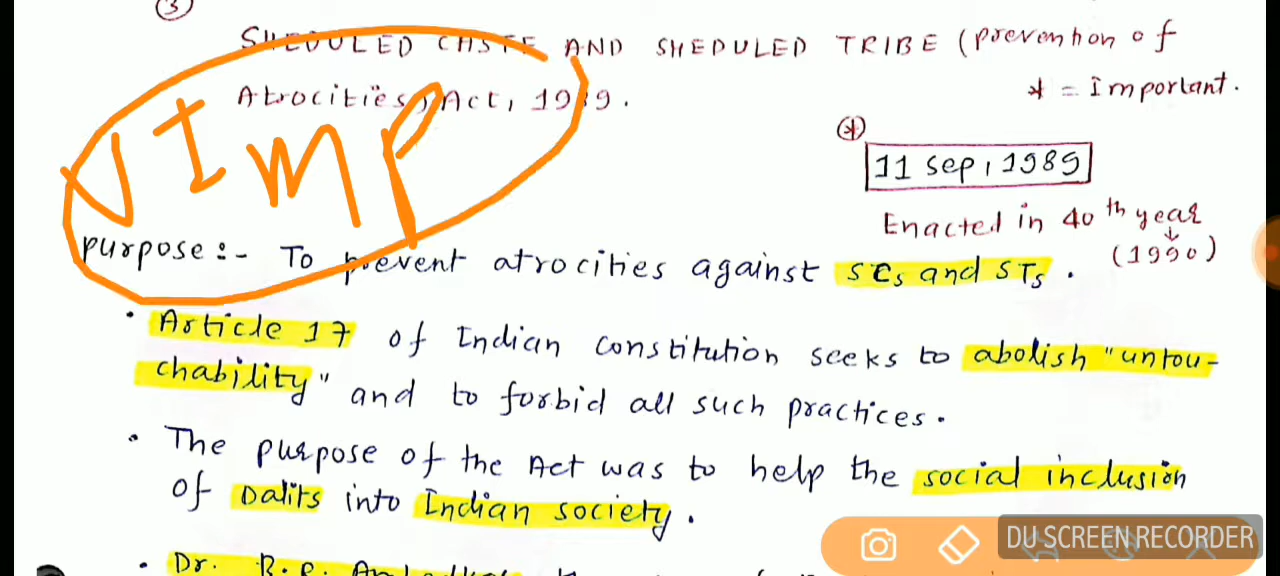 3
SHEDULED CASTE AND SHEDULED TRIBE (prevention of
Atrocities) Act, 1989.
* = Important.
VIMP
*
11 Sep, 1989
Enacted in 40th year
(1990)
purpose:- To prevent atrocities against SCs and STs.
• Article 17 of Indian constitution seeks to abolish "untou-
chability" and to forbid all such practices.
• The purpose of the Act was to help the social inclusion
of Dalits into Indian society.
• Dr. B.R.
DU SCREEN RECORDER